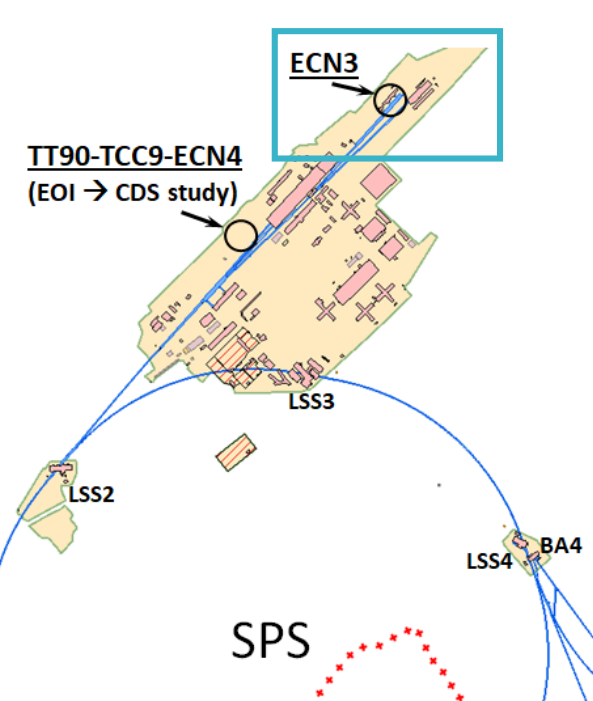 ECN3
TT90-TCC9-ECN4
(EOI → CDS study)
LSS3
LSS2
BA4
LSS4
SPS